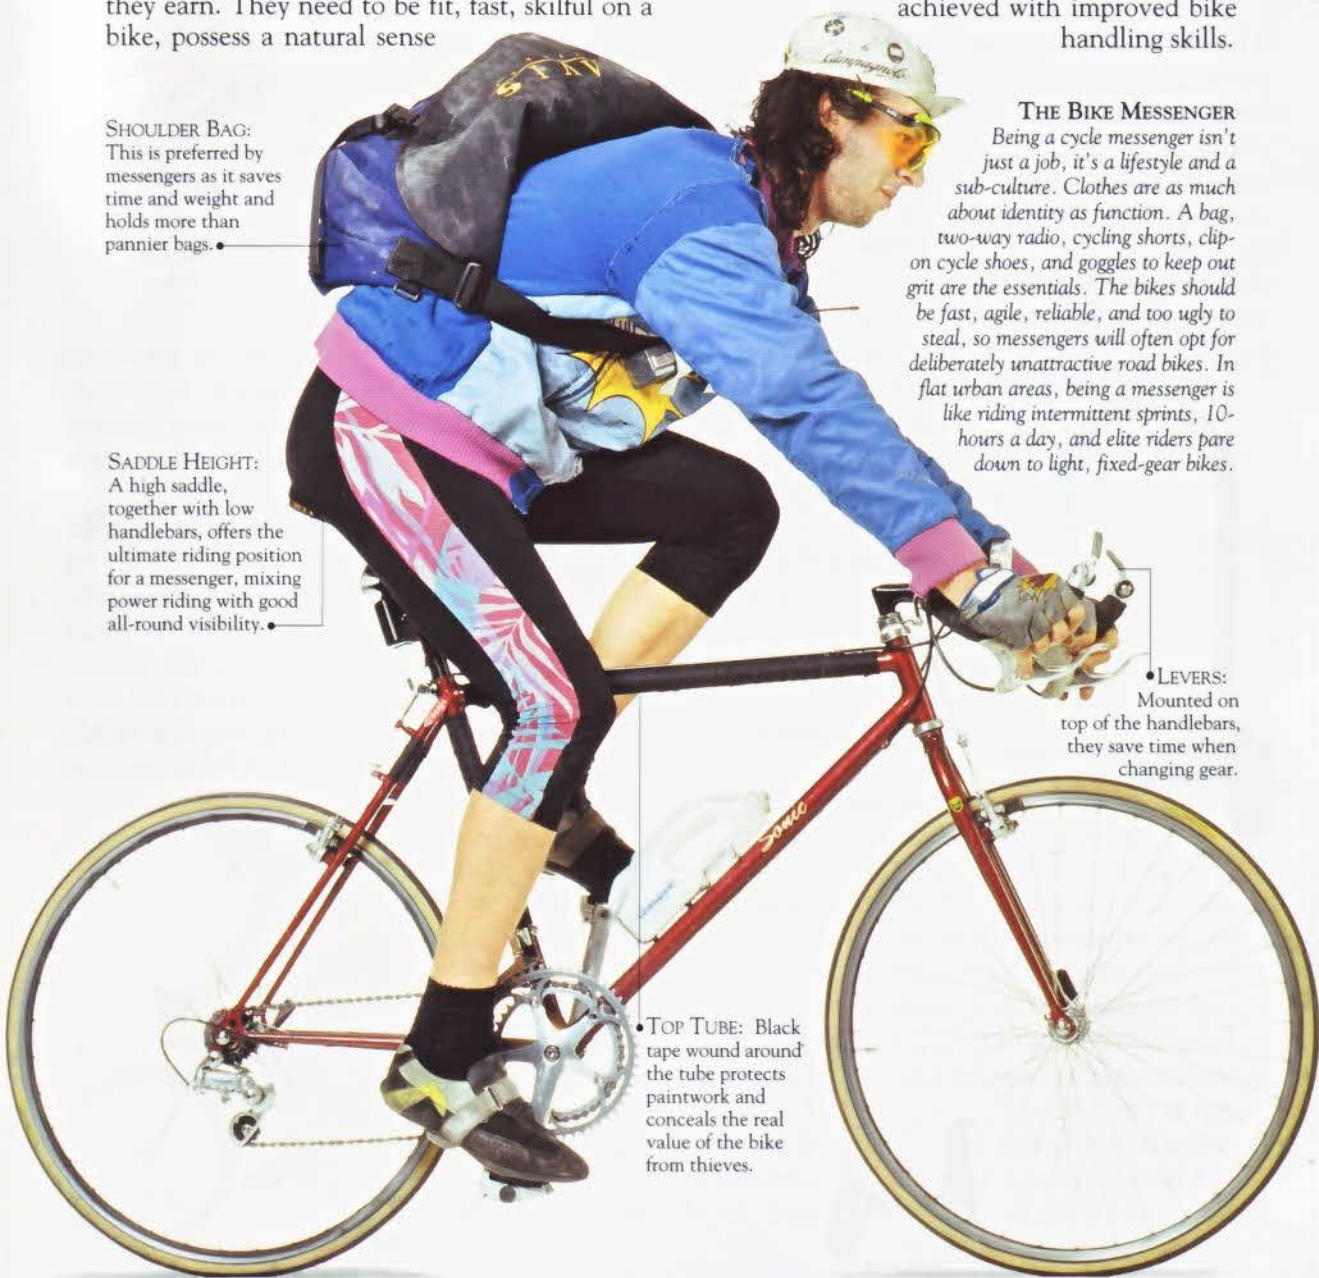 they earn. They need to be fit, fast, skilful on a
bike, possess a natural sense
achieved with improved bike
handling skills.
SHOULDER BAG:
This is preferred by
messengers as it saves
time and weight and
holds more than
pannier bags.
Campagnolo
THE BIKE MESSENGER
Being a cycle messenger isn't
just a job, it's a lifestyle and a
sub-culture. Clothes are as much
about identity as function. A bag,
two-way radio, cycling shorts, clip-
on cycle shoes, and goggles to keep out
grit are the essentials. The bikes should
be fast, agile, reliable, and too ugly to
steal, so messengers will often opt for
deliberately unattractive road bikes. In
flat urban areas, being a messenger is
like riding intermittent sprints, 10-
hours a day, and elite riders pare
down to light, fixed-gear bikes.
SADDLE HEIGHT:
A high saddle,
together with low
handlebars, offers the
ultimate riding position
for a messenger, mixing
power riding with good
all-round visibility.
LEVERS:
Mounted on
top of the handlebars,
they save time when
changing gear.
Sonic
TOP TUBE: Black
tape wound around
the tube protects
paintwork and
conceals the real
value of the bike
from thieves.